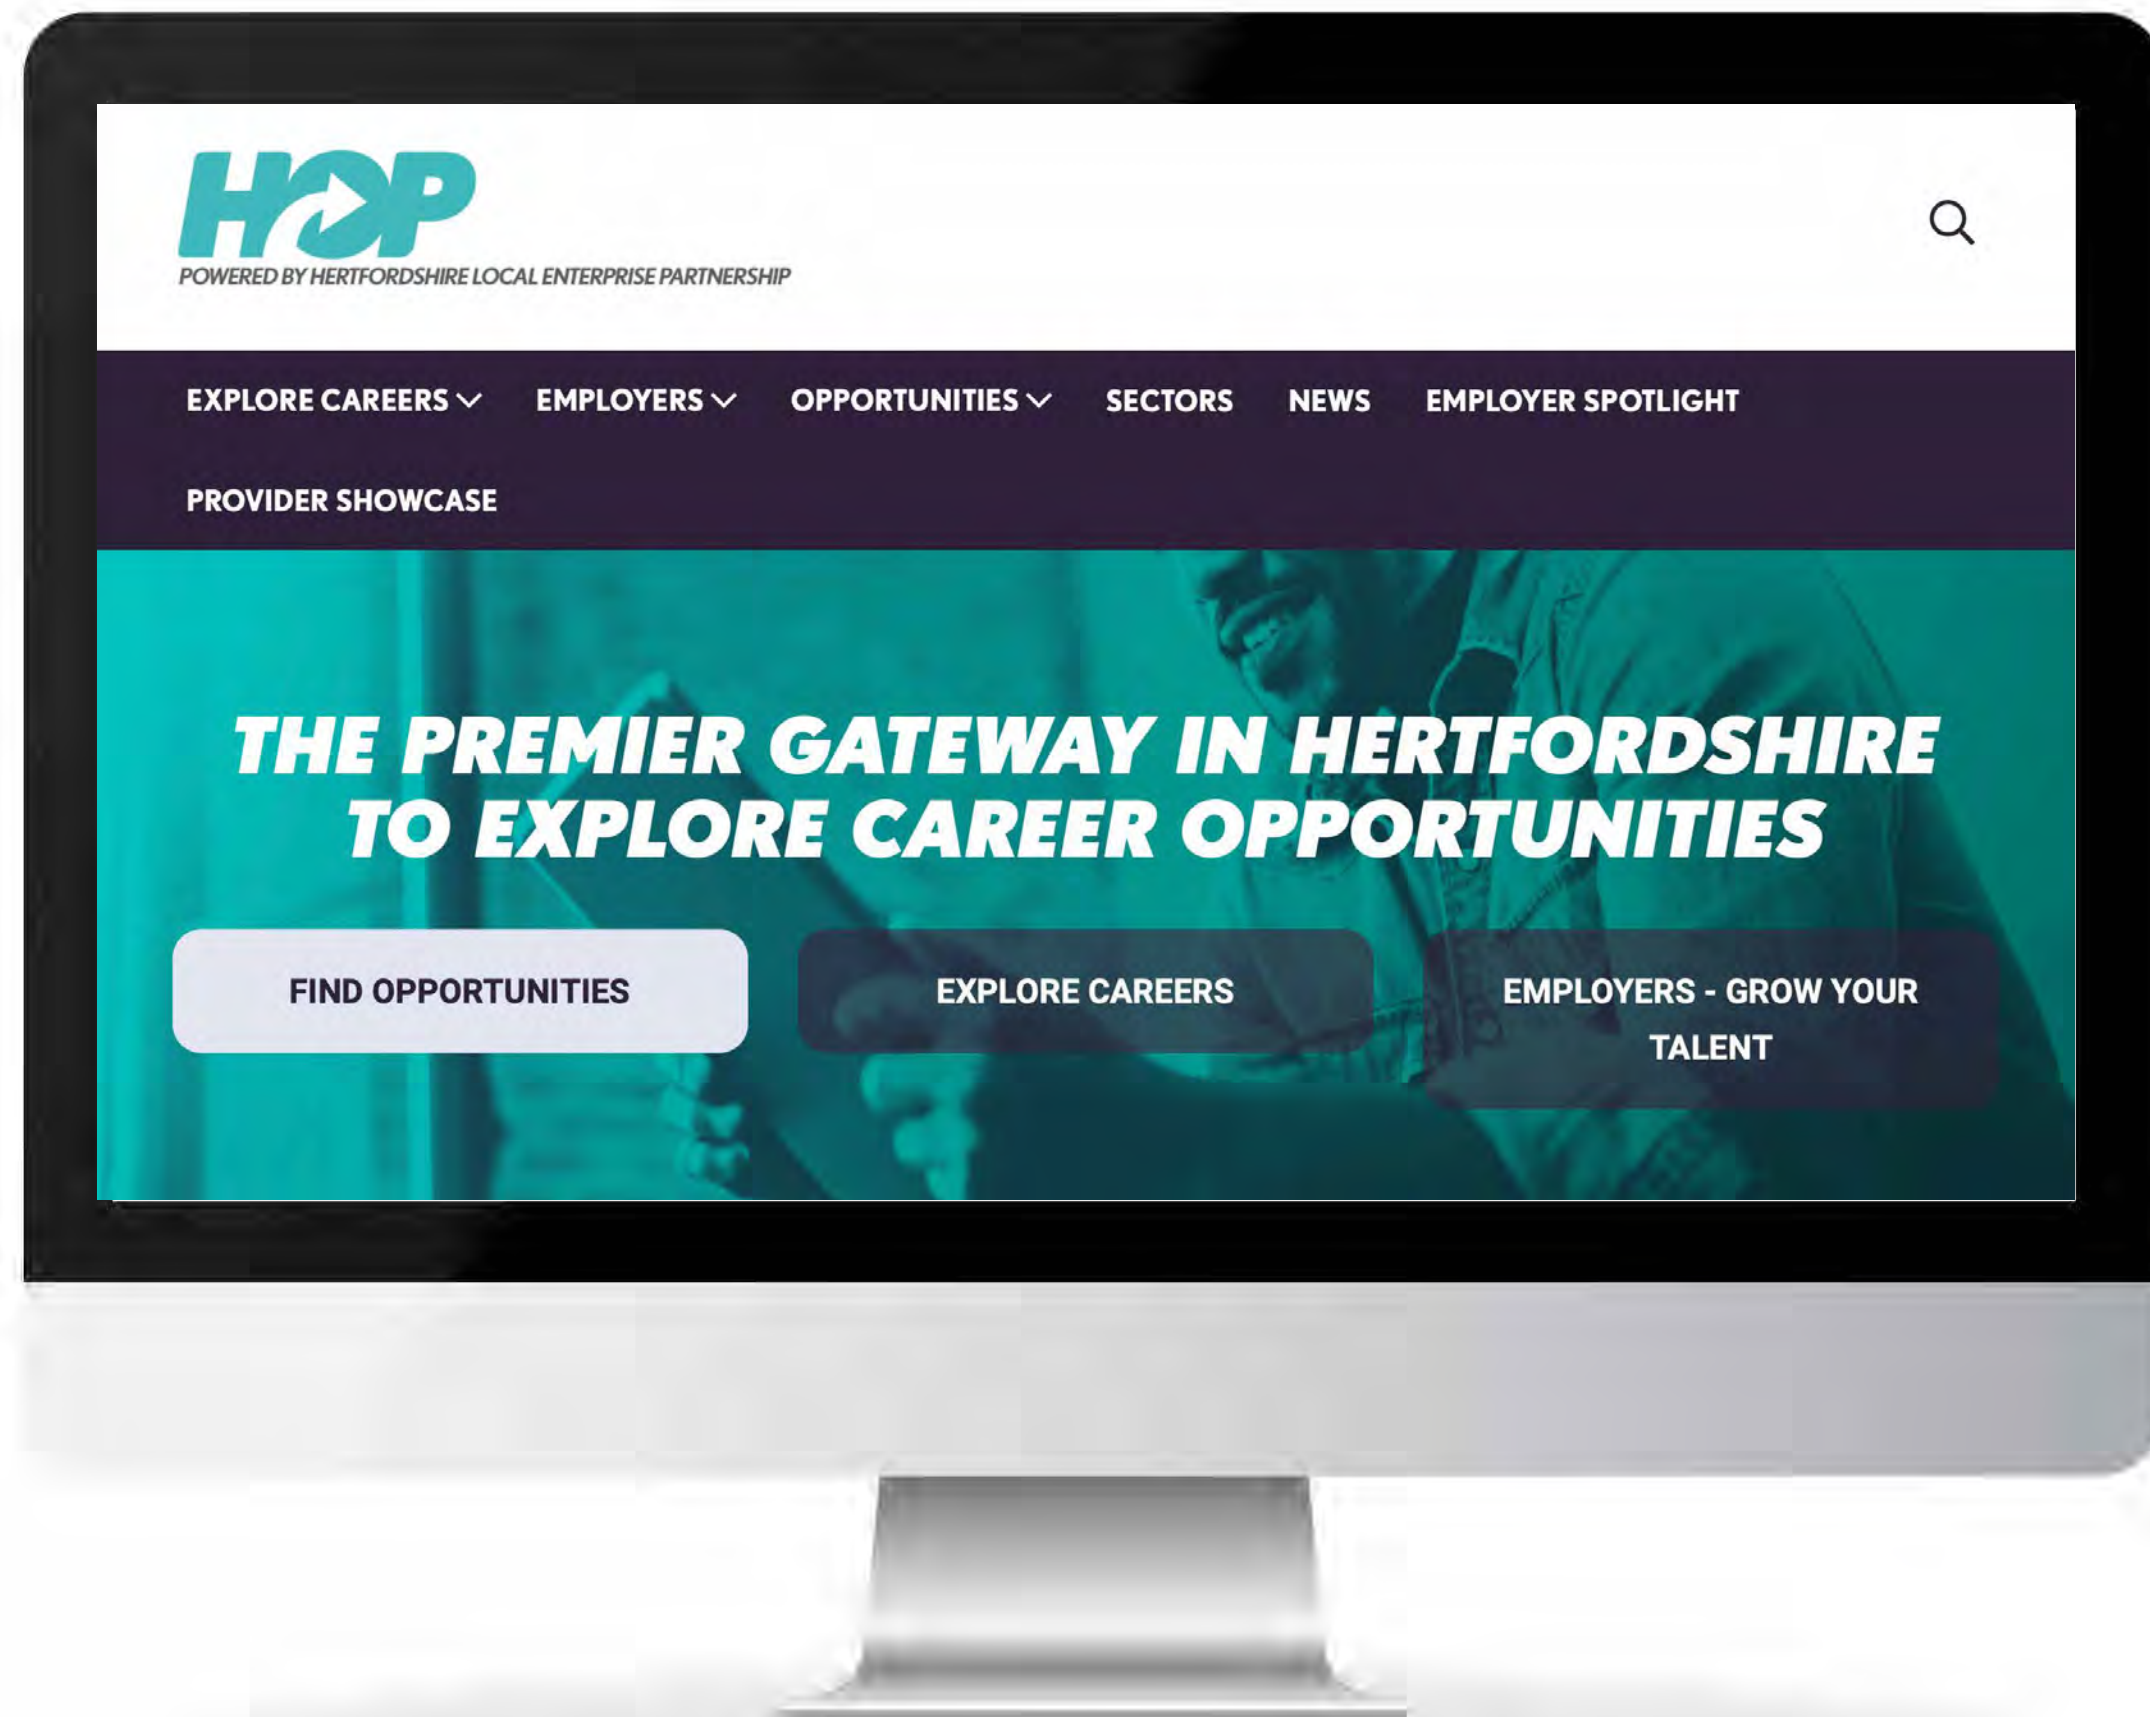 HOP
POWERED BY HERTFORDSHIRE LOCAL ENTERPRISE PARTNERSHIP
EXPLORE CAREERS EMPLOYERS OPPORTUNITIES SECTORS NEWS EMPLOYER SPOTLIGHT
PROVIDER SHOWCASE
THE PREMIER GATEWAY IN HERTFORDSHIRE
TO EXPLORE CAREER OPPORTUNITIES
FIND OPPORTUNITIES
EXPLORE CAREERS
EMPLOYERS - GROW YOUR
TALENT